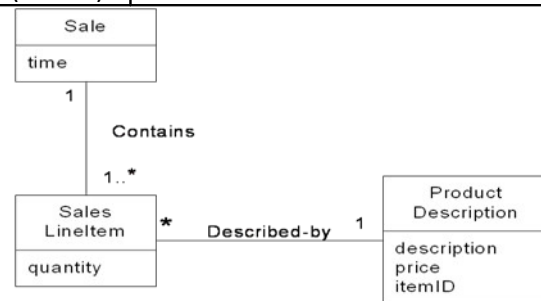 Sale
time
1
Contains
1..*
Sales
LineItem
quantity
*
Described-by
1
Product
Description
description
price
itemID